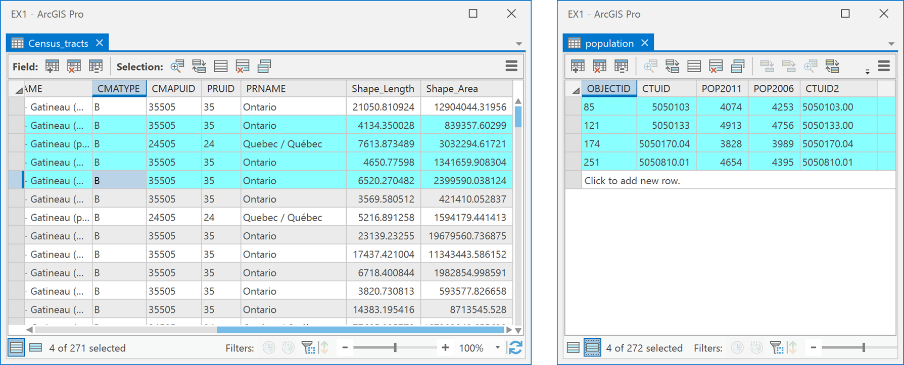 EX1 - ArcGIS Pro
Census_tracts
Field: Selection:
AME CMATYPE CMAPUID PRUID PRNAME Shape_Length Shape_Area
- Gatineau (... B 35505 35 Ontario 21050.810924 12904044.31956
- Gatineau (... B 35505 35 Ontario 4134.350028 839357.60299
- Gatineau (p... B 24505 24 Quebec / Québec 7613.873489 3032294.61721
- Gatineau (... B 35505 35 Ontario 4650.77598 1341659.908304
- Gatineau (... B 35505 35 Ontario 6520.270482 2399590.038124
- Gatineau (... B 35505 35 Ontario 3569.580512 421410.052837
- Gatineau (p... B 24505 24 Quebec / Québec 5216.891258 1594179.441413
- Gatineau (... B 35505 35 Ontario 23139.23255 19679560.736875
- Gatineau (... B 35505 35 Ontario 17437.421004 11343443.586152
- Gatineau (... B 35505 35 Ontario 6718.400844 1982854.998591
- Gatineau (... B 35505 35 Ontario 3820.730813 593577.826658
- Gatineau (... B 35505 35 Ontario 14383.195416 8713545.528
4 of 271 selected Filters: - + 100%
EX1 - ArcGIS Pro
population
OBJECTID CTUID POP2011 POP2006 CTUID2
85 5050103 4074 4253 5050103.00
121 5050133 4913 4756 5050133.00
174 5050170.04 3828 3989 5050170.04
251 5050810.01 4654 4395 5050810.01
Click to add new row.
4 of 272 selected Filters: -